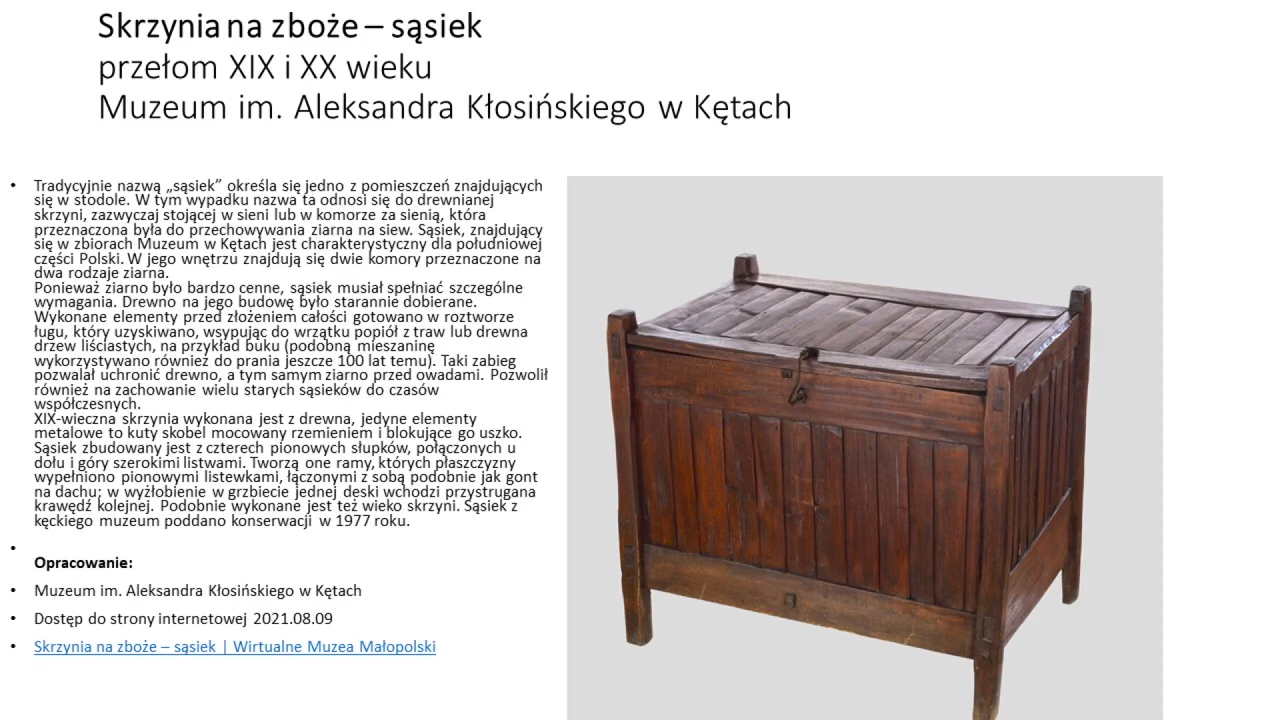 Skrzynia na zboże – sąsiek
przełom XIX i XX wieku
Muzeum im. Aleksandra Kłosińskiego w Kętach
• Tradycyjnie nazwą „sąsiek” określa się jedno z pomieszczeń znajdujących
się w stodole. W tym wypadku nazwa ta odnosi się do drewnianej
skrzyni, zazwyczaj stojącej w sieni lub w komorze za sienią, która
przeznaczona była do przechowywania ziarna na siew. Sąsiek, znajdujący
się w zbiorach Muzeum w Kętach jest charakterystyczny dla południowej
części Polski. W jego wnętrzu znajdują się dwie komory przeznaczone na
dwa rodzaje ziarna.
Ponieważ ziarno było bardzo cenne, sąsiek musiał spełniać szczególne
wymagania. Drewno na jego budowę było starannie dobierane.
Wykonane elementy przed złożeniem całości gotowano w roztworze
ługu, który uzyskiwano, wsypując do wrzątku popiół z traw lub drewna
drzew liściastych, na przykład buku (podobną mieszaninę
wykorzystywano również do prania jeszcze 100 lat temu). Taki zabieg
pozwalał uchronić drewno, a tym samym ziarno przed owadami. Pozwolił
również na zachowanie wielu starych sąsieków do czasów
współczesnych.
XIX-wieczna skrzynia wykonana jest z drewna, jedyne elementy
metalowe to kuty skobel mocowany rzemieniem i blokujące go uszko.
Sąsiek zbudowany jest z czterech pionowych słupków, połączonych u
dołu i góry szerokimi listwami. Tworzą one ramy, których płaszczyzny
wypełniono pionowymi listewkami, łączonymi z sobą podobnie jak gont
na dachu; w wyżłobienie w grzbiecie jednej deski wchodzi przystrugana
krawędź kolejnej. Podobnie wykonane jest też wieko skrzyni. Sąsiek z
kęckiego muzeum poddano konserwacji w 1977 roku.
• Opracowanie:
• Muzeum im. Aleksandra Kłosińskiego w Kętach
• Dostęp do strony internetowej 2021.08.09
• Skrzynia na zboże – sąsiek | Wirtualne Muzea Małopolski